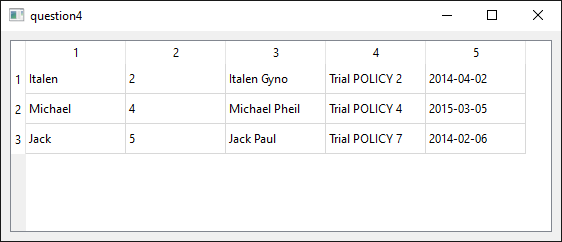 question4
1 2 3 4 5
1 Italen 2 Italen Gyno Trial POLICY 2 2014-04-02
2 Michael 4 Michael Pheil Trial POLICY 4 2015-03-05
3 Jack 5 Jack Paul Trial POLICY 7 2014-02-06